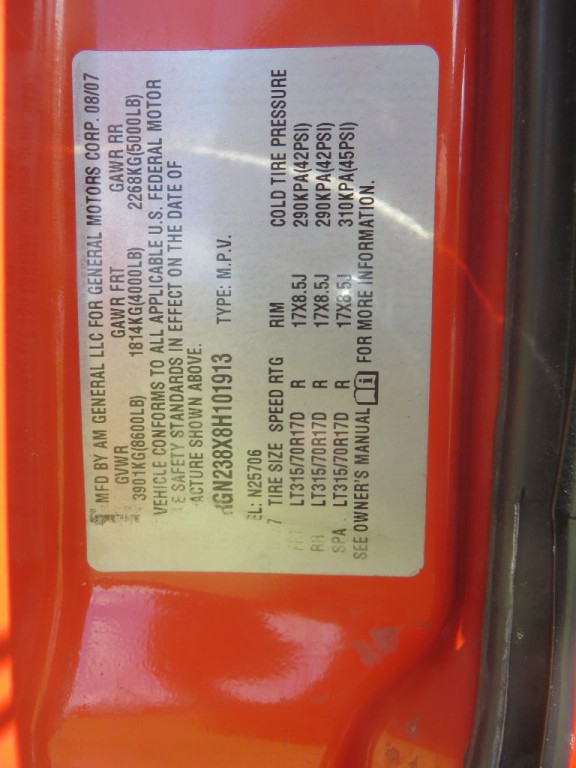 MFD BY AM GENERAL LLC FOR GENERAL MOTORS CORP. 08/07
GVWR GAWR FRT GAWR RR
3901KG(8600LB) 1814KG(4000LB) 2268KG(5000LB)
VEHICLE CONFORMS TO ALL APPLICABLE U.S. FEDERAL MOTOR
SAFETY STANDARDS IN EFFECT ON THE DATE OF
ACTURE SHOWN ABOVE.
GN238X8H101913 TYPE: M.P.V.
EL: N25706
7 TIRE SIZE SPEED RTG RIM COLD TIRE PRESSURE
FRT LT315/70R17D R 17X8.5J 290KPA(42PSI)
RR LT315/70R17D R 17X8.5J 290KPA(42PSI)
SPA LT315/70R17D R 17X8.5J 310KPA(45PSI)
SEE OWNER'S MANUAL FOR MORE INFORMATION.